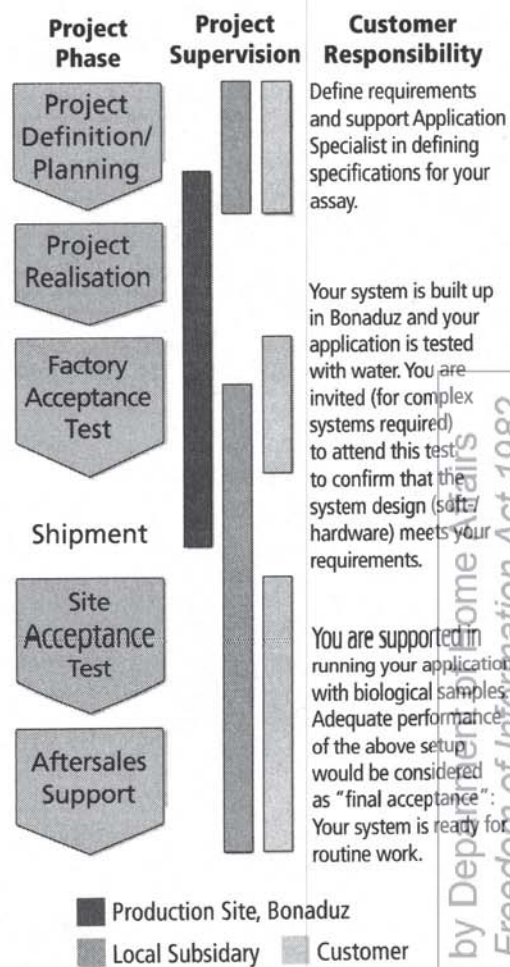 Project Phase
Project Supervision
Customer Responsibility
Project
Definition/
Planning
Define requirements
and support Application
Specialist in defining
specifications for your
assay.
Project
Realisation
Factory
Acceptance
Test
Your system is built up
in Bonaduz and your
application is tested
with water. You are
invited (for complex
systems required)
to attend this test
to confirm that the
system design (soft-/
hardware) meets your
requirements.
Shipment
Site
Acceptance
Test
You are supported in
running your application
with biological samples.
Adequate performance
of the above setup
would be considered
as "final acceptance":
Your system is ready for
routine work.
Aftersales
Support
Production Site, Bonaduz
Local Subsidary
Customer
by Department of Home Affairs
Freedom of Information Act 1982